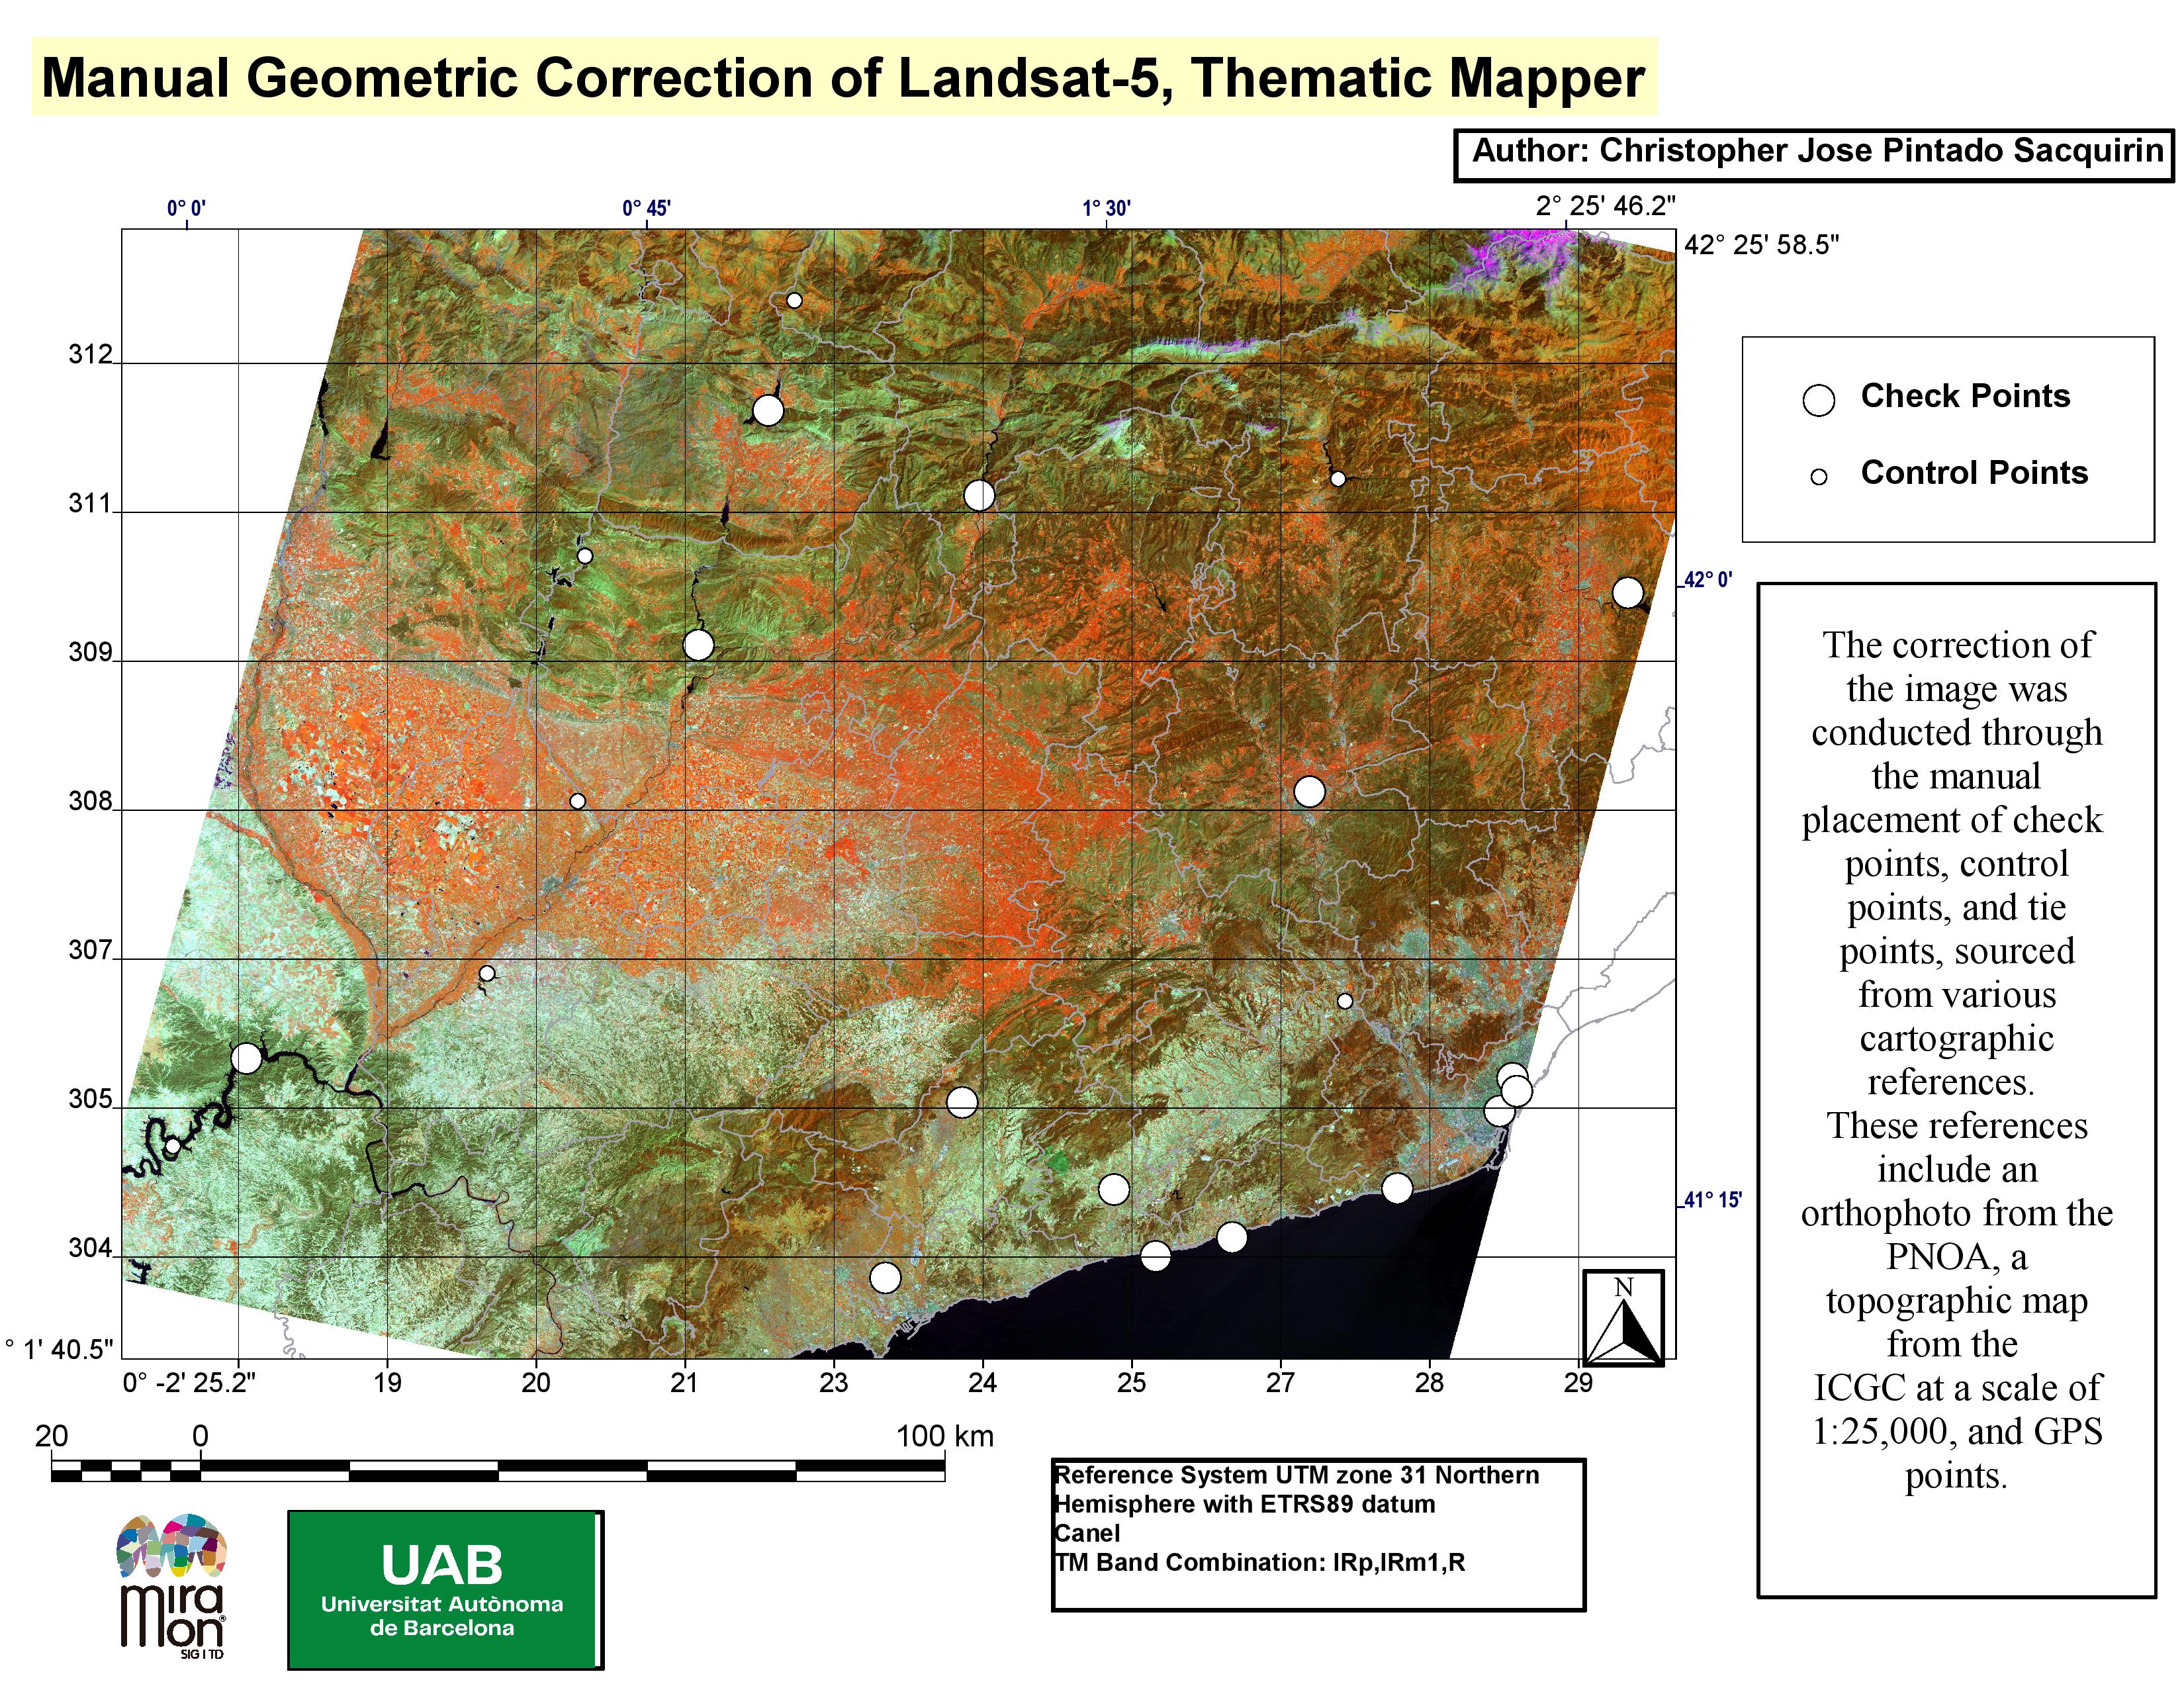 Manual Geometric Correction of Landsat-5, Thematic Mapper
Author: Christopher Jose Pintado Sacquirin
0° 0'
0° 45'
1° 30'
2° 25' 46.2"
42° 25' 58.5"
312
311
309
308
307
305
304
42° 0'
41° 15'
° 1' 40.5"
0° -2' 25.2"
19
20
21
23
24
25
27
28
29
N
Check Points
Control Points
The correction of
the image was
conducted through
the manual
placement of check
points, control
points, and tie
points, sourced
from various
cartographic
references.
These references
include an
orthophoto from the
PNOA, a
topographic map
from the
ICGC at a scale of
1:25,000, and GPS
points.
20
0
100 km
Reference System UTM zone 31 Northern
Hemisphere with ETRS89 datum
Canel
TM Band Combination: IRp,IRm1,R
mira
mon®
SIG I TD
UAB
Universitat Autònoma
de Barcelona